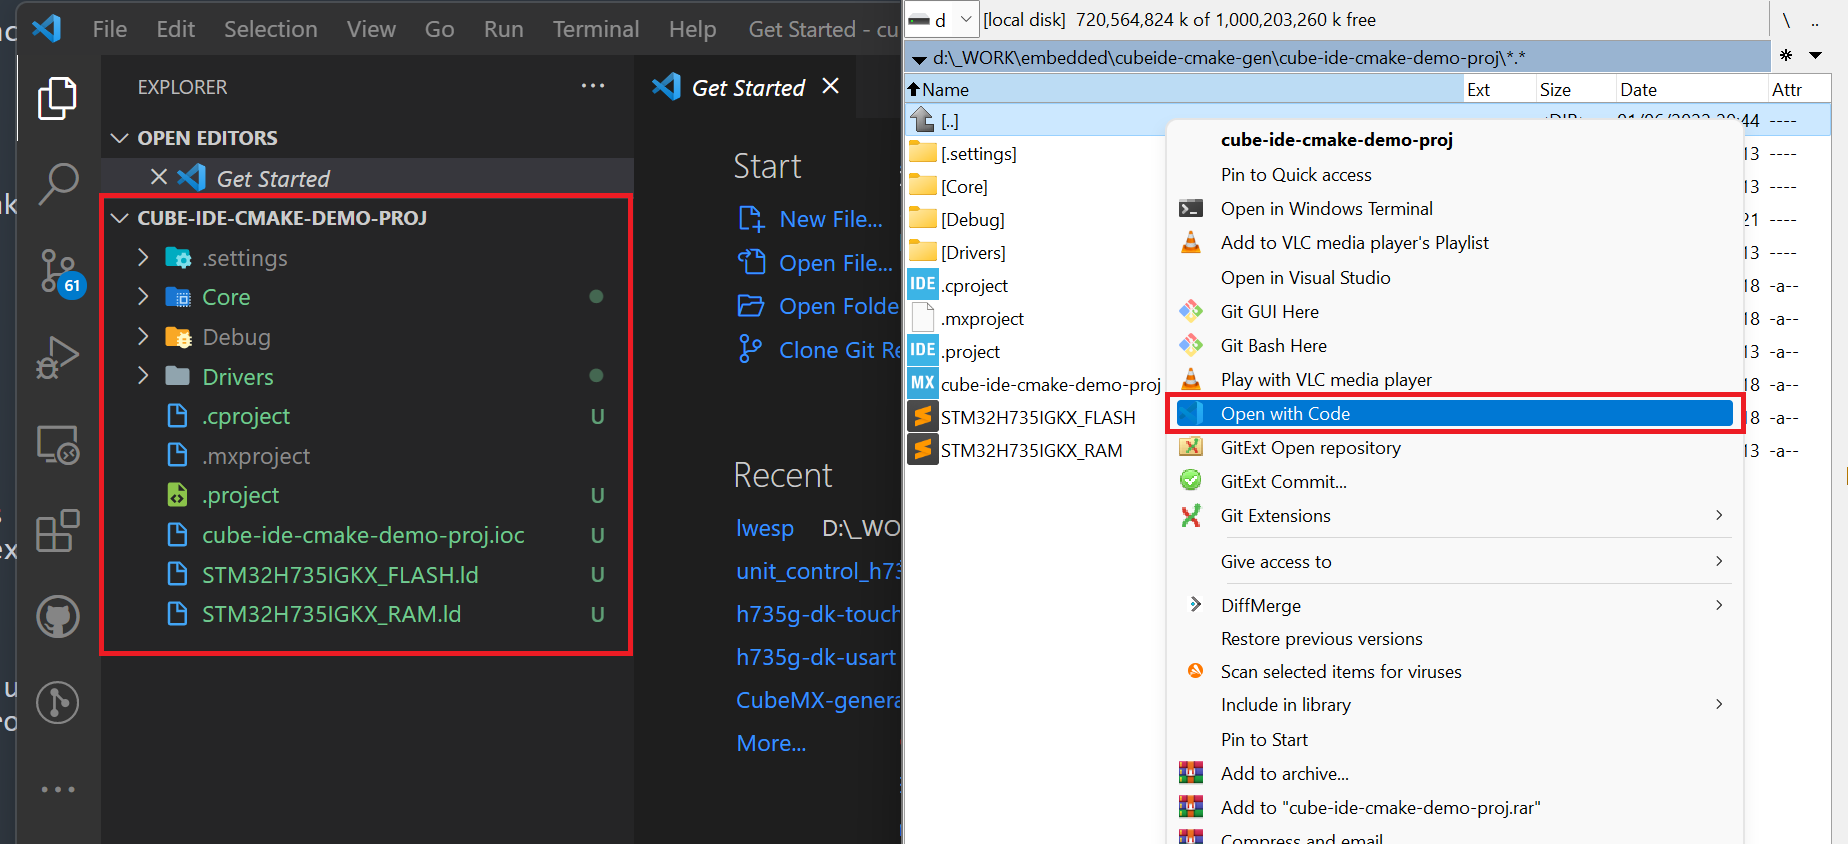 File Edit Selection View Go Run Terminal Help Get Started - cu
EXPLORER
OPEN EDITORS
Get Started
CUBE-IDE-CMAKE-DEMO-PROJ
.settings
Core
Debug
Drivers
.cproject U
.mxproject
.project U
cube-ide-cmake-demo-proj.ioc U
STM32H735IGKX_FLASH.ld U
STM32H735IGKX_RAM.ld U
61
Get Started
Start
New File...
Open File...
Open Folde
Clone Git Re
Recent
lwesp D:\_WO
unit_control_h73
h735g-dk-touch
h735g-dk-usart
CubeMX-genera
More...
d [local disk] 720,564,824 k of 1,000,203,260 k free \ ..
d:\_WORK\embedded\cubeide-cmake-gen\cube-ide-cmake-demo-proj\*.* *
Name Ext Size Date Attr
[..] 44 ----
[.settings] 13 ----
[Core] 13 ----
[Debug] 21 ----
[Drivers] 13 ----
IDE .cproject 18 -a--
.mxproject 18 -a--
IDE .project 13 -a--
MX cube-ide-cmake-demo-proj 18 -a--
STM32H735IGKX_FLASH 18 -a--
STM32H735IGKX_RAM 13 -a--
cube-ide-cmake-demo-proj
Pin to Quick access
Open in Windows Terminal
Add to VLC media player's Playlist
Open in Visual Studio
Git GUI Here
Git Bash Here
Play with VLC media player
Open with Code
GitExt Open repository
GitExt Commit...
Git Extensions
Give access to
DiffMerge
Restore previous versions
Scan selected items for viruses
Include in library
Pin to Start
Add to archive...
Add to "cube-ide-cmake-demo-proj.rar"
Compress and email